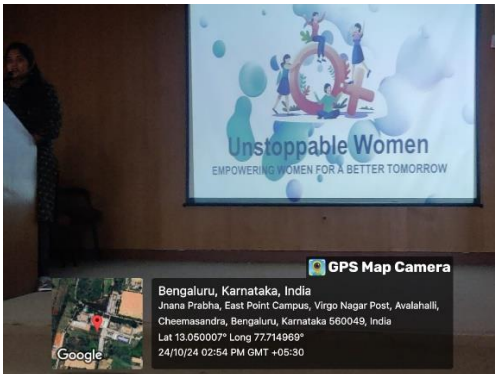 Unstoppable Women
EMPOWERING WOMEN FOR A BETTER TOMORROW
GPS Map Camera
Bengaluru, Karnataka, India
Jnana Prabha, East Point Campus, Virgo Nagar Post, Avalahalli,
Cheemasandra, Bengaluru, Karnataka 560049, India
Lat 13.050007° Long 77.714969°
24/10/24 02:54 PM GMT +05:30
Google